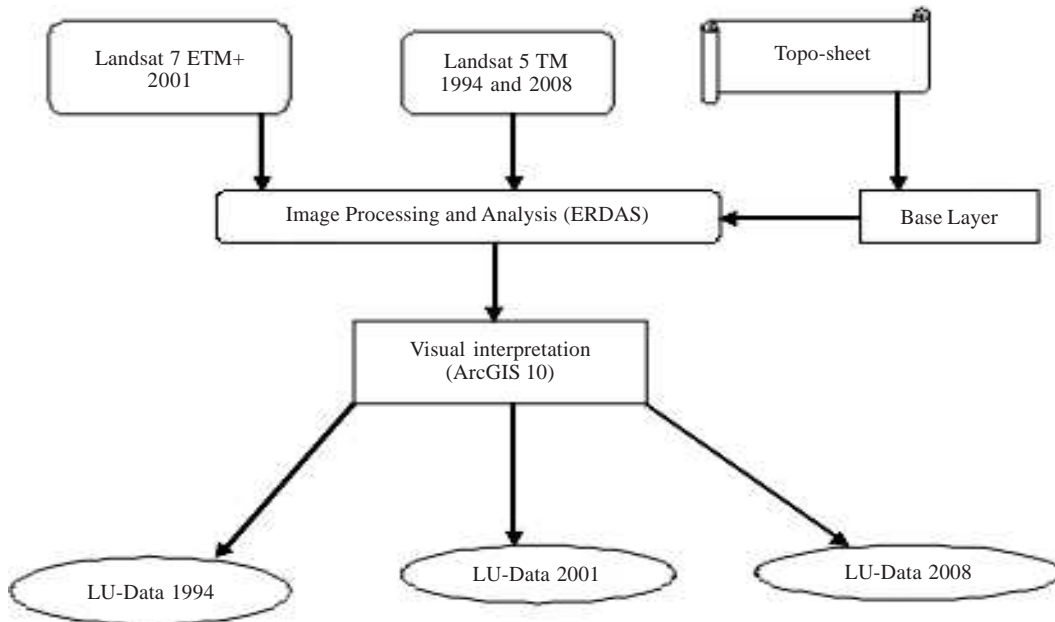 Landsat 7 ETM+
2001
Landsat 5 TM
1994 and 2008
Topo-sheet
Image Processing and Analysis (ERDAS)
Base Layer
Visual interpretation
(ArcGIS 10)
LU-Data 1994
LU-Data 2001
LU-Data 2008